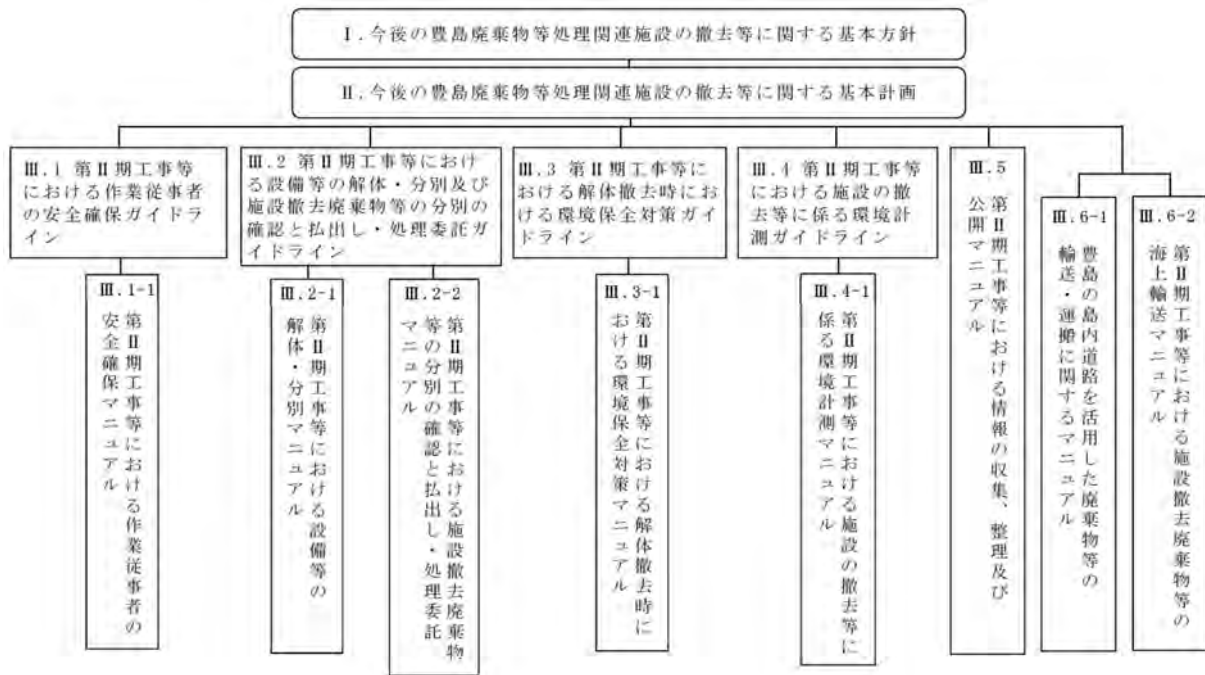 Ⅰ.今後の豊島廃棄物等処理関連施設の撤去等に関する基本方針
Ⅱ.今後の豊島廃棄物等処理関連施設の撤去等に関する基本計画
Ⅲ.1 第Ⅱ期工事等
における作業従事者
の安全確保ガイドラ
イン
Ⅲ.1-1
第Ⅱ期工事等における作業従事者の
安全確保マニュアル
Ⅲ.2 第Ⅱ期工事等におけ
る設備等の解体・分別及び
施設撤去廃棄物等の分別の
確認と払出し・処理委託ガ
イドライン
Ⅲ.2-1
第Ⅱ期工事等における設備等の
解体・分別マニュアル
Ⅲ.2-2
第Ⅱ期工事等における施設撤去廃棄物
等の分別の確認と払出し・処理委託
マニュアル
Ⅲ.3 第Ⅱ期工事等に
おける解体撤去時にお
ける環境保全対策ガイ
ドライン
Ⅲ.3-1
第Ⅱ期工事等における解体撤去時に
おける環境保全対策マニュアル
Ⅲ.4 第Ⅱ期工事等
における施設の撤
去等に係る環境計
測ガイドライン
Ⅲ.4-1
第Ⅱ期工事等における施設の撤去等に
係る環境計測マニュアル
Ⅲ.5
第Ⅱ期工事等における情報の収集、整理及び
公開マニュアル
Ⅲ.6-1
豊島の島内道路を活用した廃棄物等の
輸送・運搬に関するマニュアル
Ⅲ.6-2
第Ⅱ期工事等における施設撤去廃棄物等の
海上輸送マニュアル